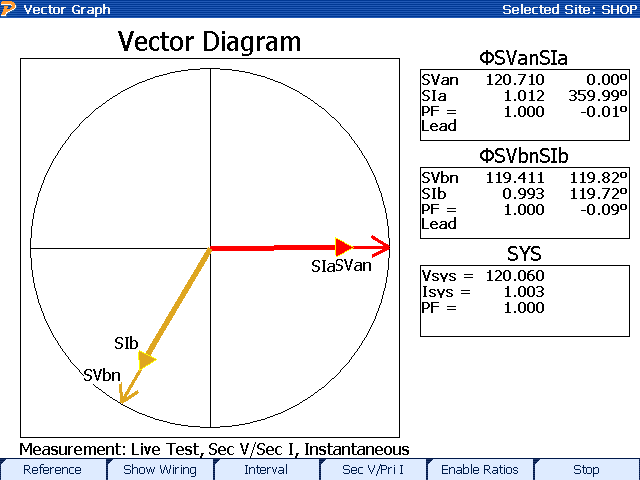 Vector Graph
Selected Site: SHOP
Vector Diagram
SIa SVan
SIb
SVbn
ΦSVanSIa
SVan 120.710 0.00º
SIa 1.012 359.99º
PF = 1.000 -0.01º
Lead
ΦSVbnSIb
SVbn 119.411 119.82º
SIb 0.993 119.72º
PF = 1.000 -0.09º
Lead
SYS
Vsys = 120.060
Isys = 1.003
PF = 1.000
Measurement: Live Test, Sec V/Sec I, Instantaneous
Reference Show Wiring Interval Sec V/Pri I Enable Ratios Stop